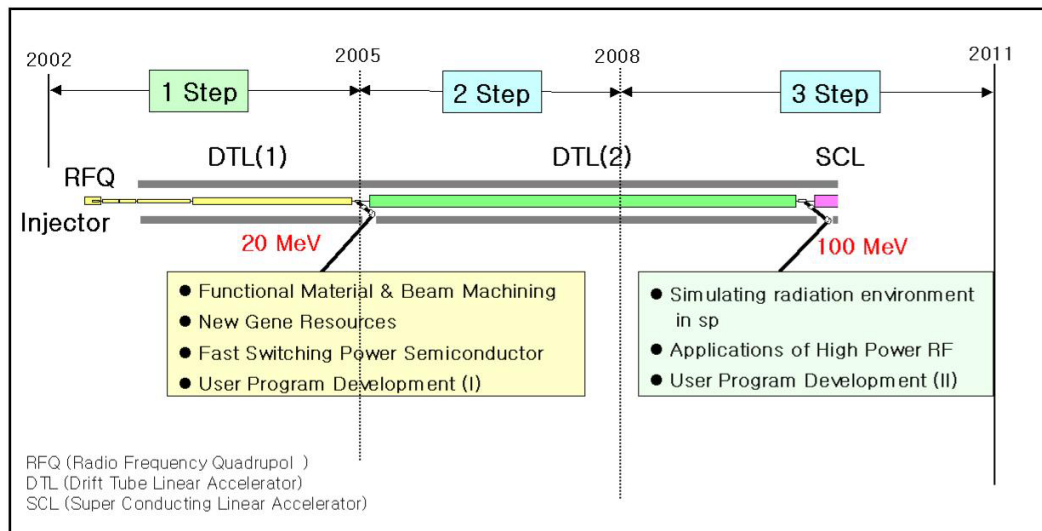 2002
2005
2008
2011
1 Step
2 Step
3 Step
DTL(1)
DTL(2)
SCL
RFQ
Injector
20 MeV
100 MeV
● Functional Material & Beam Machining
● New Gene Resources
● Fast Switching Power Semiconductor
● User Program Development (I)
● Simulating radiation environment
in sp
● Applications of High Power RF
● User Program Development (II)
RFQ (Radio Frequency Quadrupol )
DTL (Drift Tube Linear Accelerator)
SCL (Super Conducting Linear Accelerator)